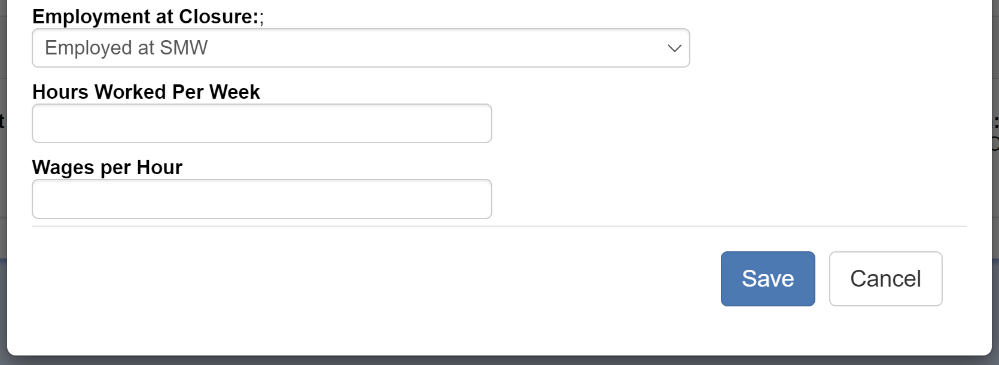 Employment at Closure:;
Employed at SMW
Hours Worked Per Week
Wages per Hour
Save Cancel